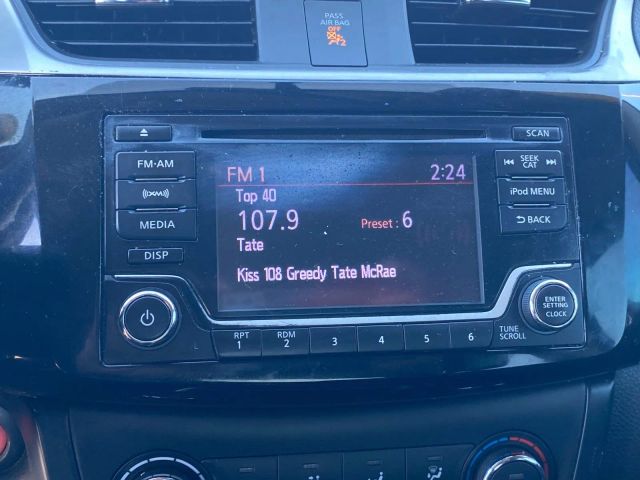 PASS
AIR BAG
OFF
2
SCAN
FM·AM
XM
MEDIA
DISP
FM 1 2:24
Top 40
107.9 Preset : 6
Tate
Kiss 108 Greedy Tate McRae
SEEK
CAT
iPod MENU
BACK
ENTER
SETTING
CLOCK
TUNE
SCROLL
RPT
1
RDM
2
3
4
5
6